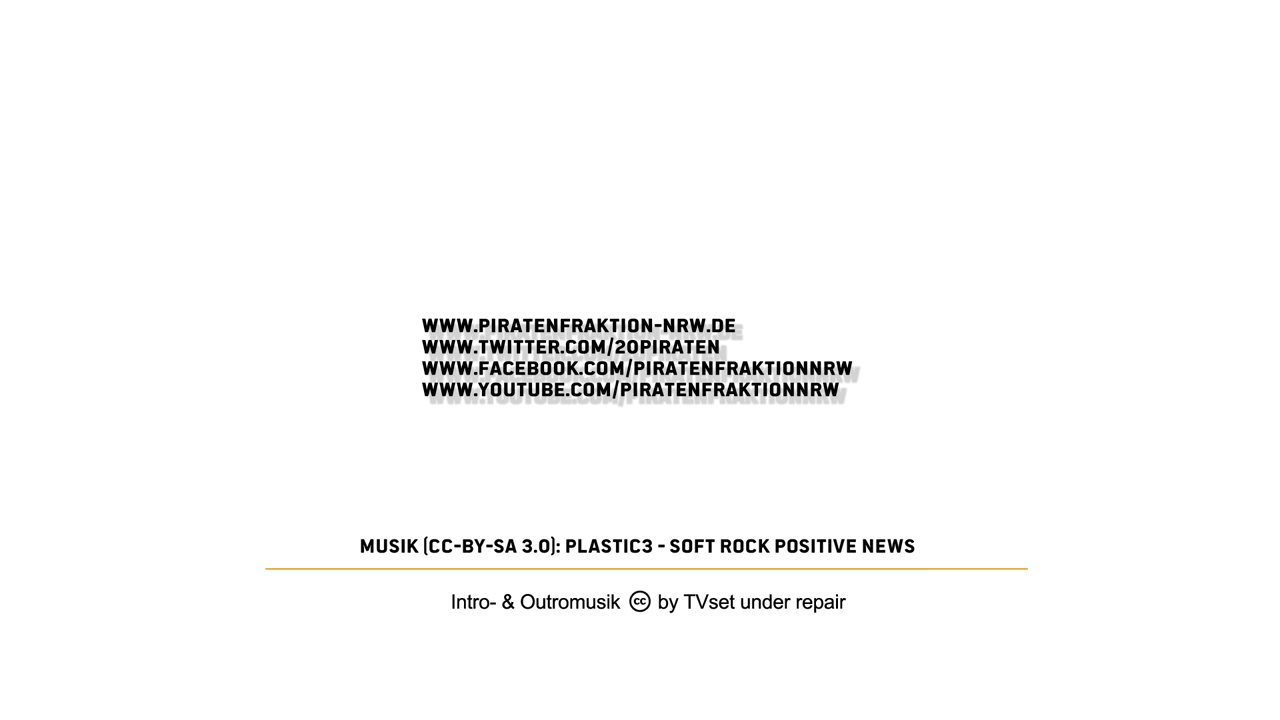 WWW.PIRATENFRAKTION-NRW.DE
WWW.TWITTER.COM/20PIRATEN
WWW.FACEBOOK.COM/PIRATENFRAKTIONNRW
WWW.YOUTUBE.COM/PIRATENFRAKTIONNRW
MUSIK (CC-BY-SA 3.0): PLASTIC3 - SOFT ROCK POSITIVE NEWS
Intro- & Outromusik cc by TVset under repair